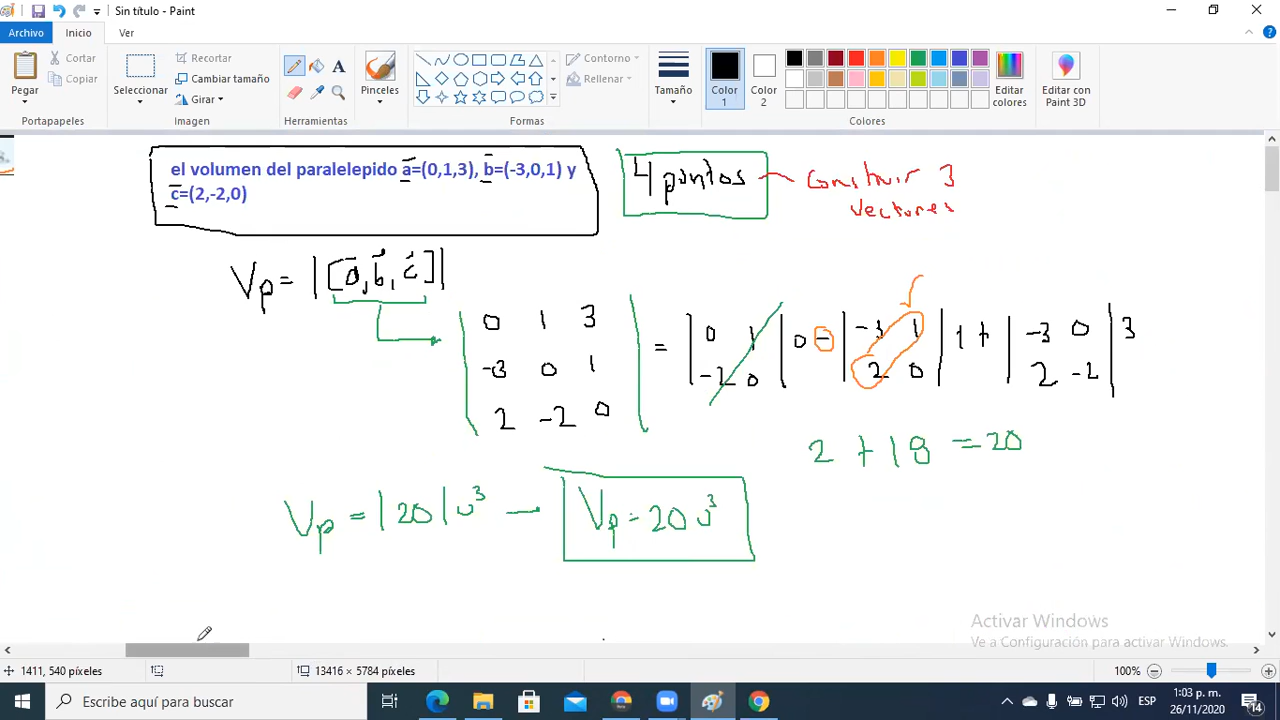 Sin título - Paint
Archivo Inicio Ver
Pegar
Cortar
Copiar
Portapapeles
Seleccionar
Recortar
Cambiar tamaño
Girar
Imagen
A
Herramientas
Pinceles
Contorno
Rellenar
Formas
Tamaño
Color 1
Color 2
Colores
Editar colores
Editar con Paint 3D
el volumen del paralelepido a=(0,1,3), b=(-3,0,1) y
c=(2,-2,0)
4 puntos
Construir 3
Vectores
Vp = |[a, b, c]|
0 1 3
-3 0 1
2 -2 0
= | 0 1 | 0 - | -3 1 | 1 + | -3 0 | 3
| -2 0 | | 2 0 | | 2 -2 |
2 + 18 = 20
Vp = |20| u³ — Vp = 20 u³
Activar Windows
Ve a Configuración para activar Windows.
1411, 540 píxeles
13416 × 5784 píxeles
100%
Escribe aquí para buscar
ESP
1:03 p. m.
26/11/2020
14